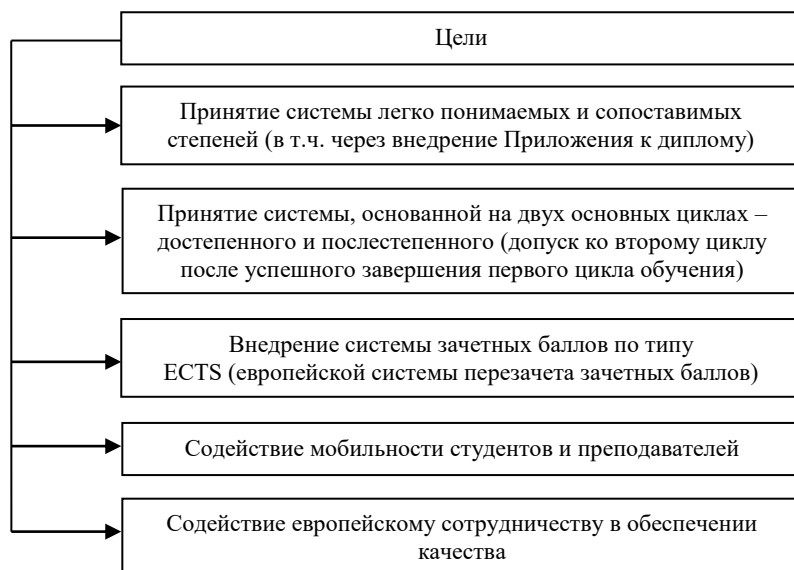 Цели
Принятие системы легко понимаемых и сопоставимых
степеней (в т.ч. через внедрение Приложения к диплому)
Принятие системы, основанной на двух основных циклах –
достепенного и послестепенного (допуск ко второму циклу
после успешного завершения первого цикла обучения)
Внедрение системы зачетных баллов по типу
ECTS (европейской системы перезачета зачетных баллов)
Содействие мобильности студентов и преподавателей
Содействие европейскому сотрудничеству в обеспечении
качества